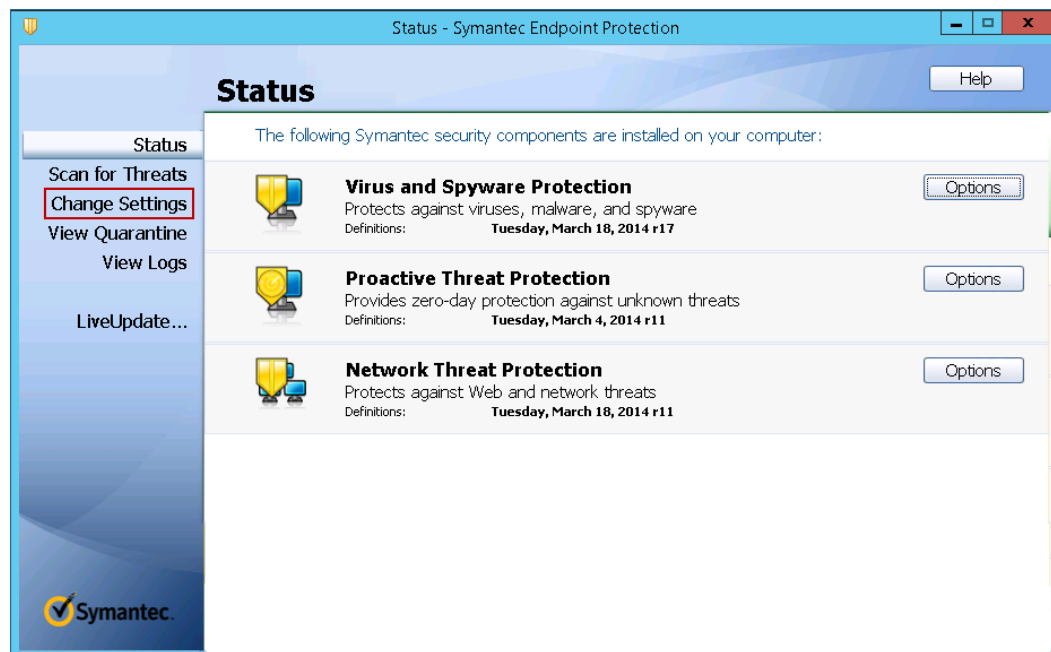 Status - Symantec Endpoint Protection
Status
Help
Status
Scan for Threats
Change Settings
View Quarantine
View Logs
LiveUpdate...
The following Symantec security components are installed on your computer:
Virus and Spyware Protection
Protects against viruses, malware, and spyware
Definitions: Tuesday, March 18, 2014 r17
Options
Proactive Threat Protection
Provides zero-day protection against unknown threats
Definitions: Tuesday, March 4, 2014 r11
Options
Network Threat Protection
Protects against Web and network threats
Definitions: Tuesday, March 18, 2014 r11
Options
Symantec.